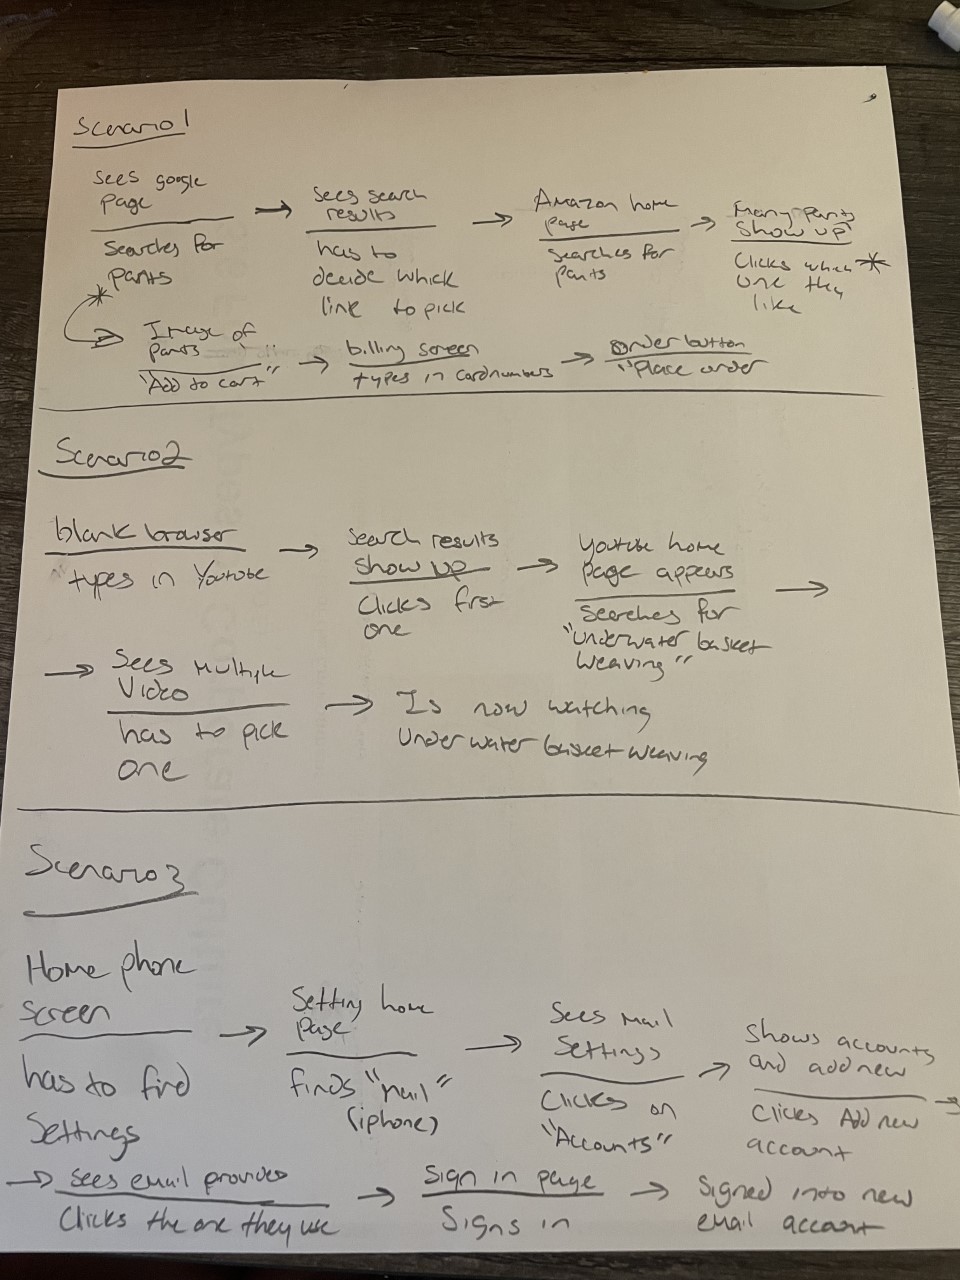 Scenario 1
Sees google
page
Searches for
pants
Sees search
results
has to
decide which
link to pick
Amazon home
page
Searches for
pants
Many pants
Show up
Clicks when
one they
like
Image of
pants
"Add to cart"
billing screen
types in cardnumbers
Order button
"Place order
Scenario 2
blank browser
types in Youtube
Search results
Show up
Clicks first
one
Youtube home
page appears
Searches for
"Underwater basket
weaving"
Sees Multiple
Video
has to pick
one
Is now watching
Underwater basket weaving
Scenario 3
Home phone
screen
has to find
Settings
Setting home
page
finds "mail"
(iphone)
Sees Mail
Settings
Clicks on
"Accounts"
Shows accounts
and add new
Clicks Add new
account
Sees email provider
Clicks the one they use
Sign in page
Signs in
Signed into new
email account